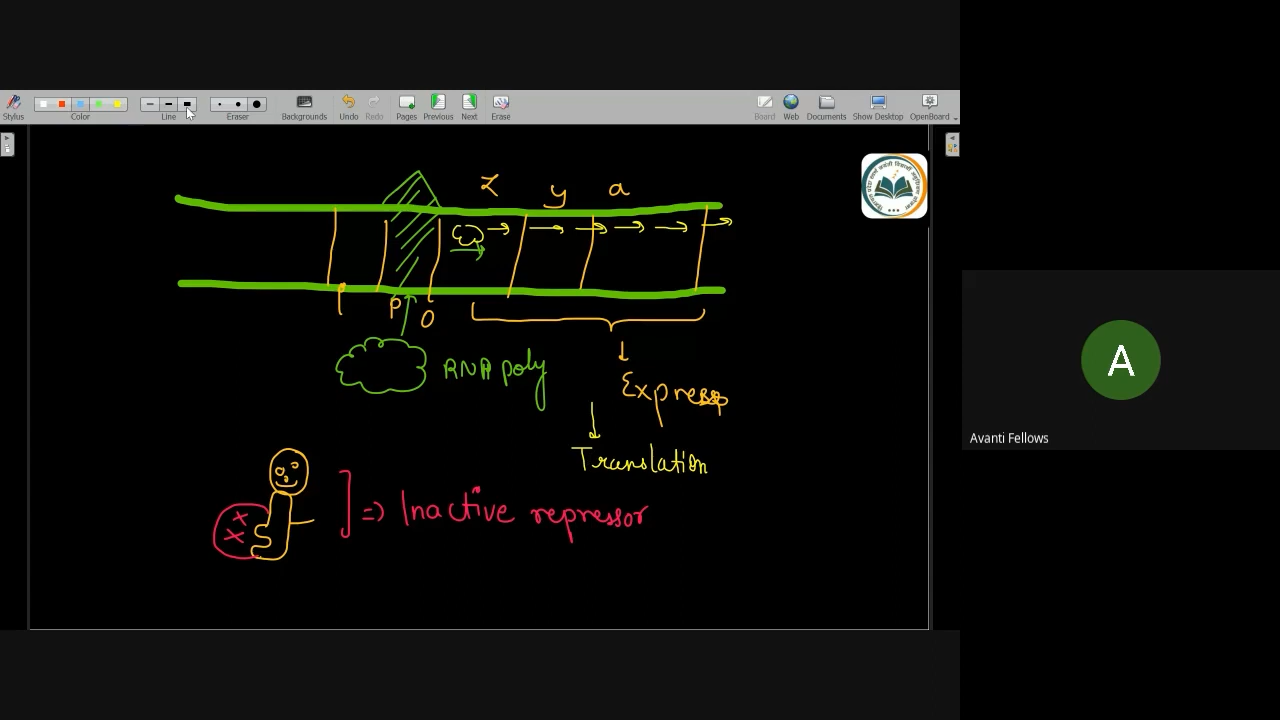 Stylus
Color
Line
Eraser
Backgrounds
Undo
Redo
Pages
Previous
Next
Erase
Board
Web
Documents
Show Desktop
OpenBoard
z y a
P O
RNA poly
Translation
=> Inactive repressor
A
Avanti Fellows